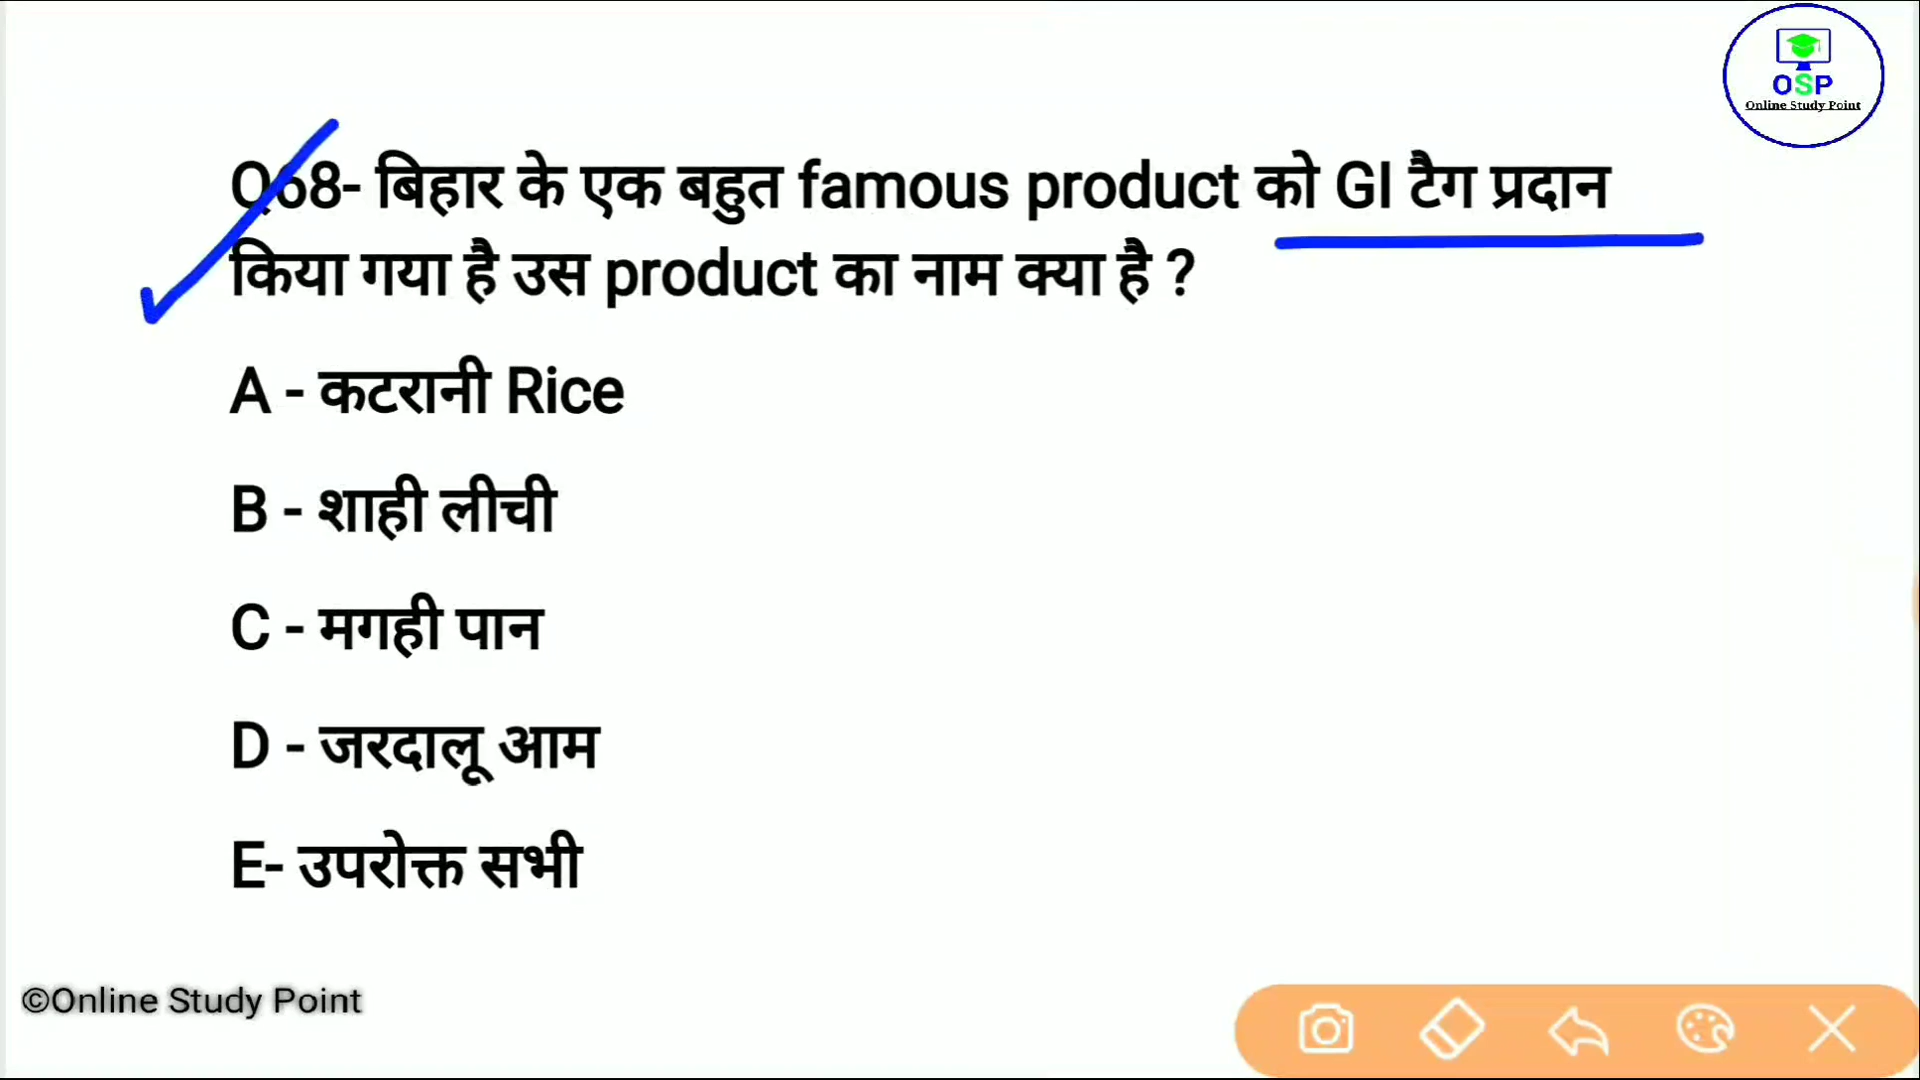 OSP
Online Study Point
Q68- बिहार के एक बहुत famous product को GI टैग प्रदान
किया गया है उस product का नाम क्या है ?
A - कटरानी Rice
B - शाही लीची
C - मगही पान
D - जरदालू आम
E- उपरोक्त सभी
©Online Study Point